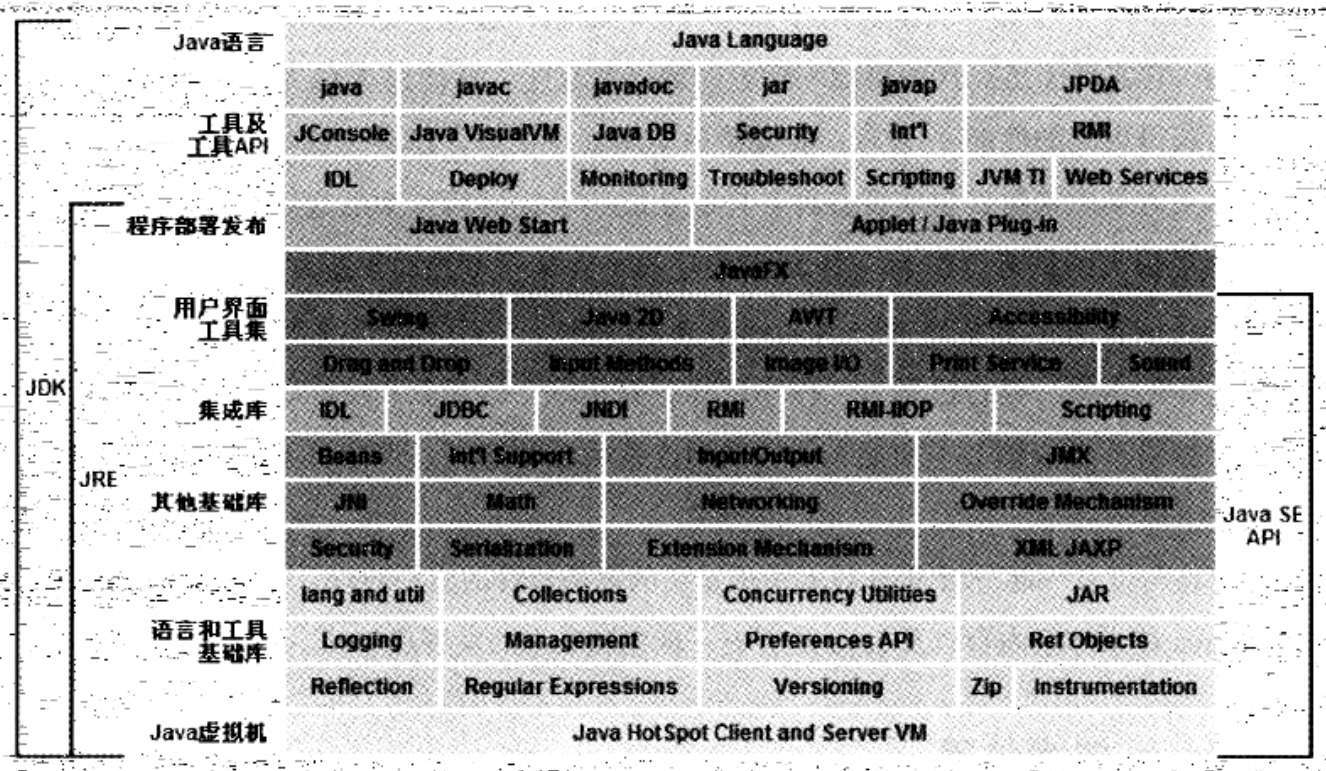 Java语言
Java Language
java javac javadoc jar javap JPDA
工具及
工具API
JConsole Java VisualVM Java DB Security Int'l RMI
IDL Deploy Monitoring Troubleshoot Scripting JVM TI Web Services
程序部署发布
Java Web Start Applet / Java Plug-in
JavaFX
用户界面
工具集
Swing Java 2D AWT Accessibility
Drag and Drop Input Methods Image I/O Print Service Sound
JDK
集成库
IDL JDBC JNDI RMI RMI-IIOP Scripting
Beans Int'l Support Input/Output JMX
JRE
其他基础库
JNI Math Networking Override Mechanism
Java SE
API
Security Serialization Extension Mechanism XML JAXP
lang and util Collections Concurrency Utilities JAR
语言和工具
基础库
Logging Management Preferences API Ref Objects
Reflection Regular Expressions Versioning Zip Instrumentation
Java虚拟机
Java HotSpot Client and Server VM